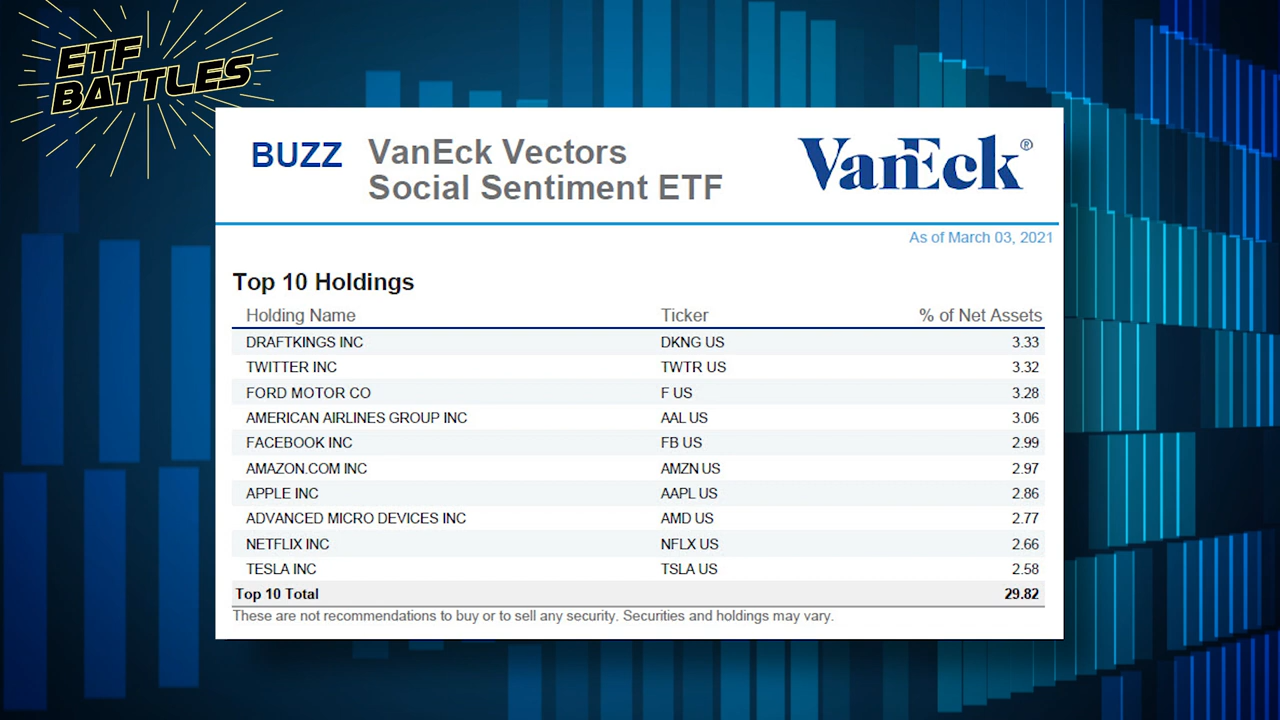 ETF
BATTLES
BUZZ VanEck Vectors
Social Sentiment ETF
VanEck®
As of March 03, 2021
Top 10 Holdings
Holding Name Ticker % of Net Assets
DRAFTKINGS INC DKNG US 3.33
TWITTER INC TWTR US 3.32
FORD MOTOR CO F US 3.28
AMERICAN AIRLINES GROUP INC AAL US 3.06
FACEBOOK INC FB US 2.99
AMAZON.COM INC AMZN US 2.97
APPLE INC AAPL US 2.86
ADVANCED MICRO DEVICES INC AMD US 2.77
NETFLIX INC NFLX US 2.66
TESLA INC TSLA US 2.58
Top 10 Total 29.82
These are not recommendations to buy or to sell any security. Securities and holdings may vary.